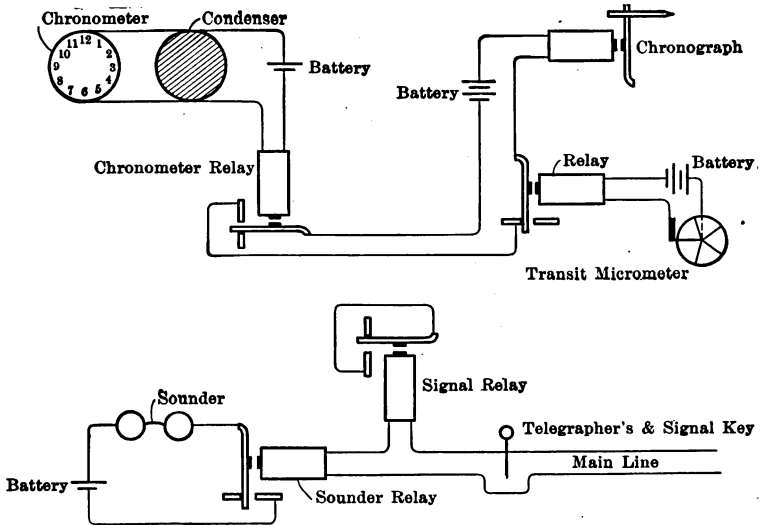 Chronometer
Condenser
11 12 1
10 2
9 3
8 4
7 6 5
Battery
Battery
Chronograph
Chronometer Relay
Relay
Battery
Transit Micrometer
Signal Relay
Sounder
Telegrapher's & Signal Key
Main Line
Battery
Sounder Relay